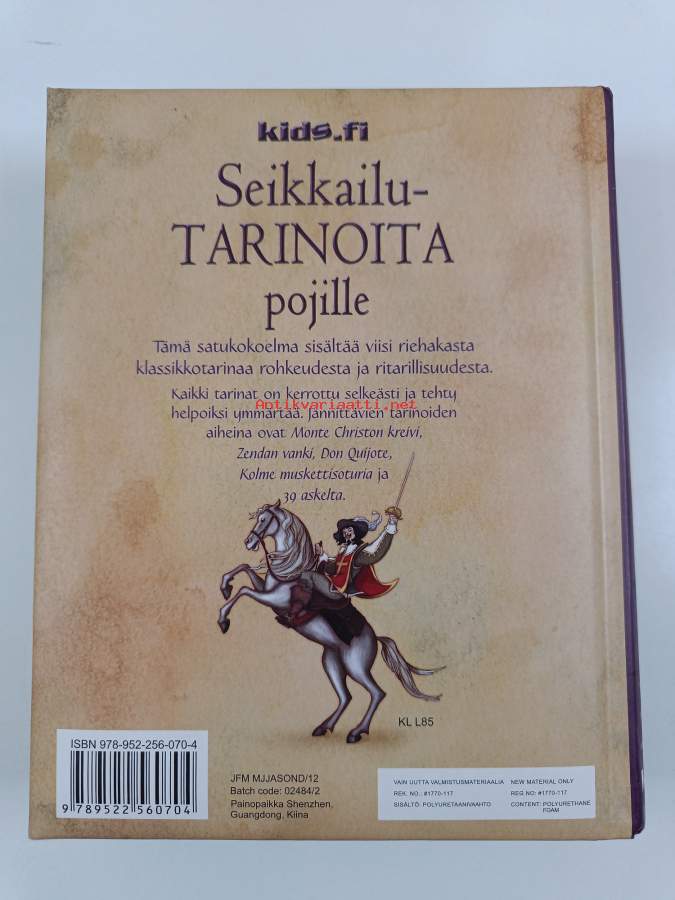 kids.fi
Seikkailu-
TARINOITA
pojille
Tämä satukokoelma sisältää viisi riehakasta
klassikkotarinaa rohkeudesta ja ritarillisuudesta.
Kaikki tarinat on kerrottu selkeästi ja tehty
Antikvariaatti.net
helpoiksi ymmärtää. Jännittävien tarinoiden
aiheina ovat Monte Christon kreivi,
Zendan vanki, Don Quijote,
Kolme muskettisoturia ja
39 askelta.
KL L85
ISBN 978-952-256-070-4
9 789522 560704
JFM MJJASOND/12
Batch code: 02484/2
Painopaikka Shenzhen,
Guangdong, Kiina
VAIN UUTTA VALMISTUSMATERIAALIA
REK. NO.: #1770-117
SISÄLTÖ: POLYURETAANIVAAHTO
NEW MATERIAL ONLY
REG.NO: #1770-117
CONTENT: POLYURETHANE
FOAM